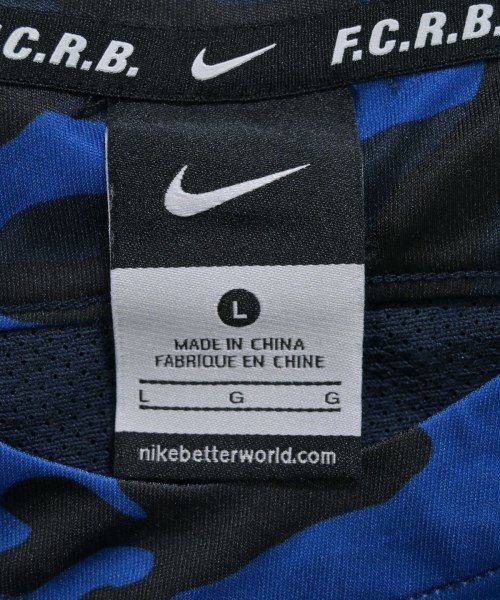 F.C.R.B. F.C.R.B.
L
MADE IN CHINA
FABRIQUE EN CHINE
L G G
nikebetterworld.com